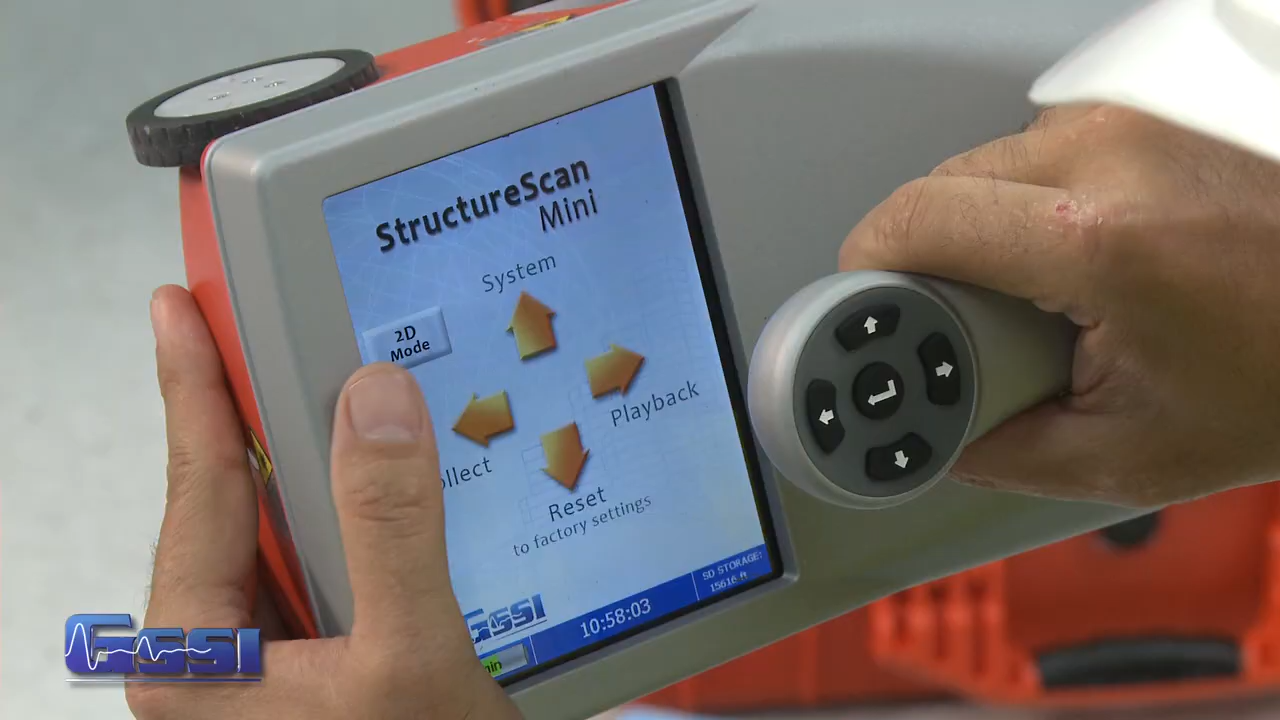 StructureScan
Mini
System
2D
Mode
Playback
Reset
to factory settings
GSSI
10:58:03
SD STORAGE:
15616 ft
GSSI